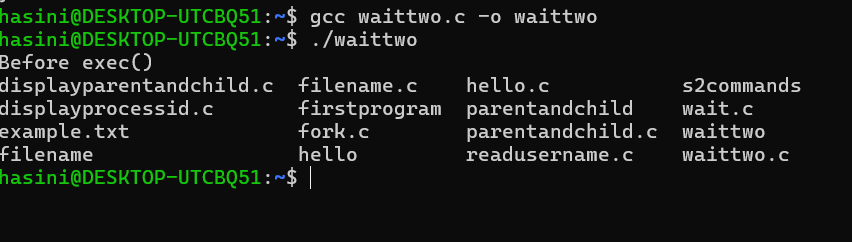 hasini@DESKTOP-UTCBQ51:~$ gcc waittwo.c -o waittwo
hasini@DESKTOP-UTCBQ51:~$ ./waittwo
Before exec()
displayparentandchild.c  filename.c    hello.c           s2commands
displayprocessid.c       firstprogram  parentandchild    wait.c
example.txt              fork.c        parentandchild.c  waittwo
filename                 hello         readusername.c    waittwo.c
hasini@DESKTOP-UTCBQ51:~$